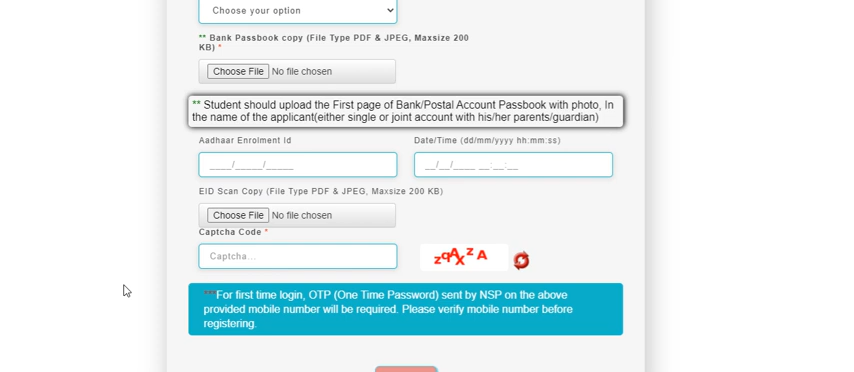 Choose your option
** Bank Passbook copy (File Type PDF & JPEG, Maxsize 200
KB) *
Choose File No file chosen
** Student should upload the First page of Bank/Postal Account Passbook with photo, In
the name of the applicant(either single or joint account with his/her parents/guardian)
Aadhaar Enrolment Id Date/Time (dd/mm/yyyy hh:mm:ss)
____/_____/_____ __/__/____ __:__:__
EID Scan Copy (File Type PDF & JPEG, Maxsize 200 KB)
Choose File No file chosen
Captcha Code *
Captcha... zqAxzA
***For first time login, OTP (One Time Password) sent by NSP on the above
provided mobile number will be required. Please verify mobile number before
registering.